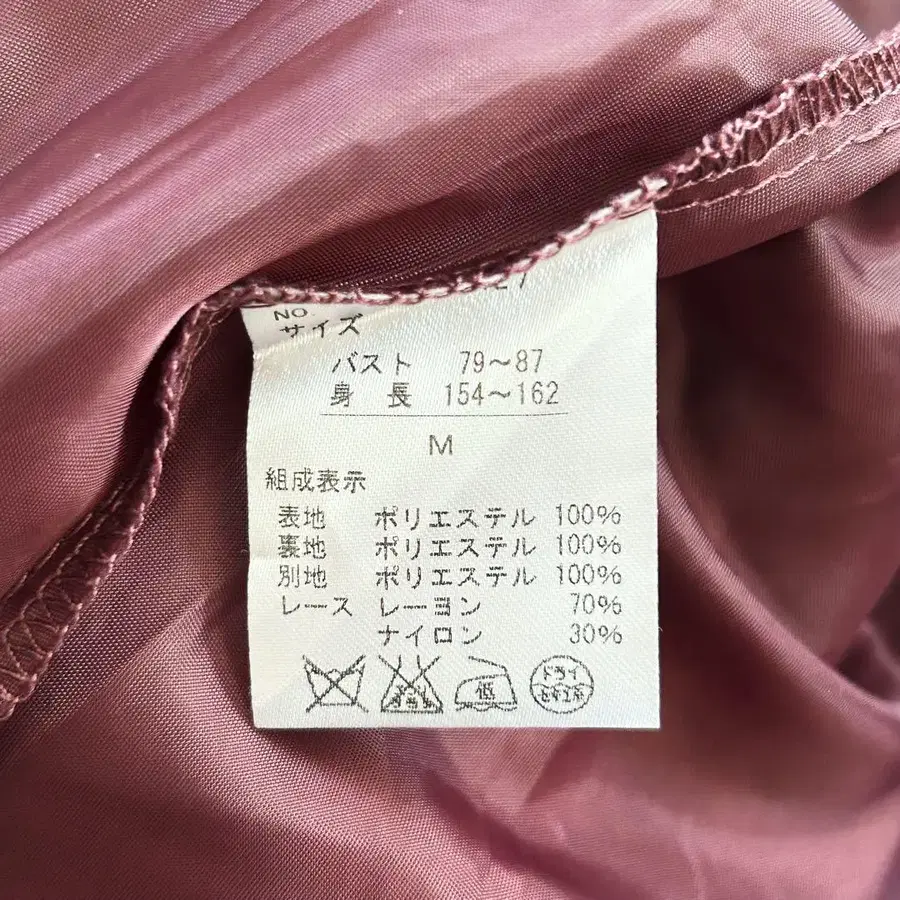 NO.
サイズ
バスト 79～87
身長 154～162
M
組成表示
表地 ポリエステル 100%
裏地 ポリエステル 100%
別地 ポリエステル 100%
レース レーヨン 70%
ナイロン 30%
低
ドライ